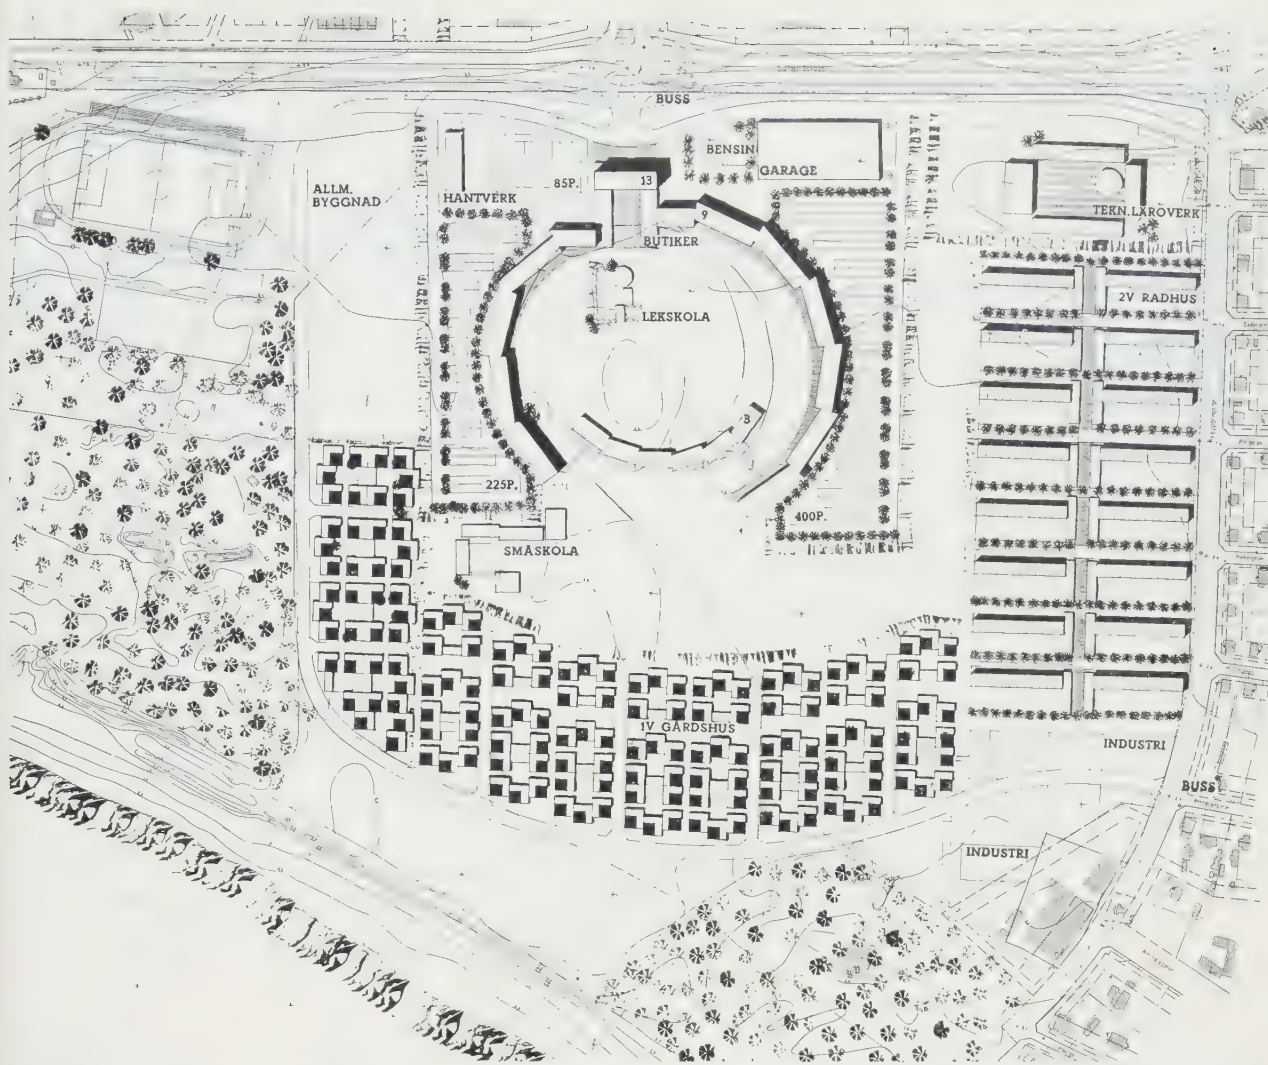 BUSS
BENSIN
GARAGE
85P.
13
ALLM.
BYGGNAD
HANTVERK
9
TEKN. LÄROVERK
BUTIKER
2V RADHUS
LEKSKOLA
3
225P.
400P.
SMÅSKOLA
1V GÅRDSHUS
INDUSTRI
BUSS
INDUSTRI